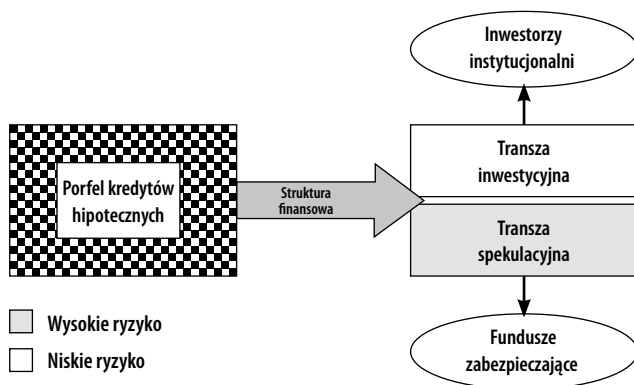 Inwestorzy
instytucjonalni
Porfel kredytów
hipotecznych
Struktura
finansowa
Transza
inwestycyjna
Transza
spekulacyjna
Wysokie ryzyko
Niskie ryzyko
Fundusze
zabezpieczające